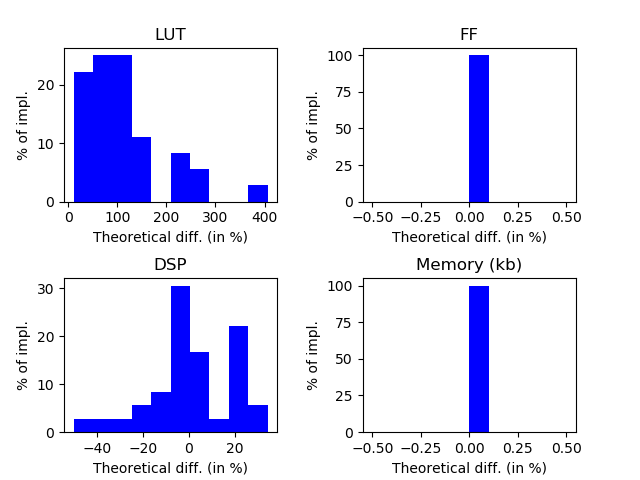 LUT
% of impl.
20
10
0
0 100 200 300 400
Theoretical diff. (in %)
FF
% of impl.
100
75
50
25
0
−0.50 −0.25 0.00 0.25 0.50
Theoretical diff. (in %)
DSP
% of impl.
30
20
10
0
−40 −20 0 20
Theoretical diff. (in %)
Memory (kb)
% of impl.
100
75
50
25
0
−0.50 −0.25 0.00 0.25 0.50
Theoretical diff. (in %)